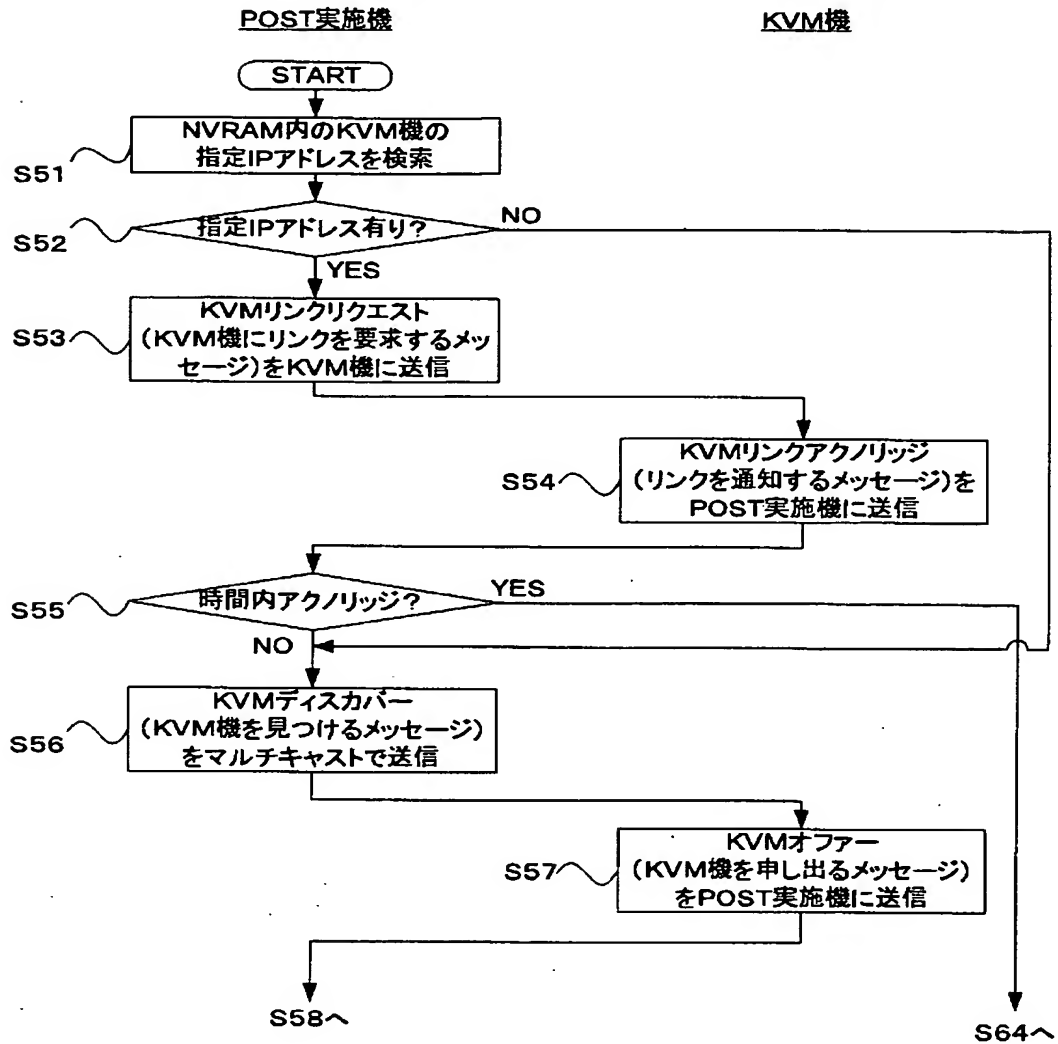 POST実施機
KVM機
START
NVRAM内のKVM機の
指定IPアドレスを検索
S51
指定IPアドレス有り?
NO
S52
YES
KVMリンクリクエスト
(KVM機にリンクを要求するメッ
セージ)をKVM機に送信
S53
KVMリンクアクノリッジ
(リンクを通知するメッセージ)を
POST実施機に送信
S54
時間内アクノリッジ?
YES
S55
NO
KVMディスカバー
(KVM機を見つけるメッセージ)
をマルチキャストで送信
S56
KVMオファー
(KVM機を申し出るメッセージ)
をPOST実施機に送信
S57
S58へ
S64へ